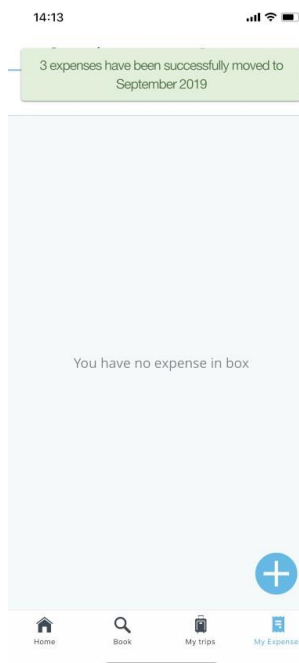 14:13
3 expenses have been successfully moved to
September 2019
You have no expense in box
Home
Book
My trips
My Expense